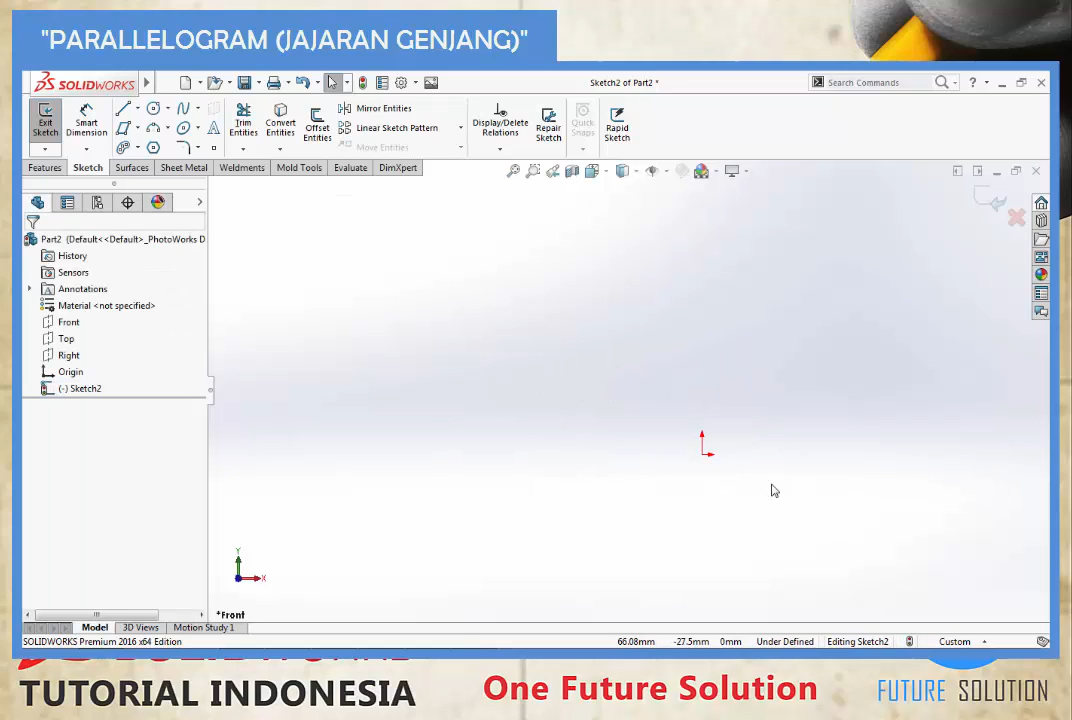 "PARALLELOGRAM (JAJARAN GENJANG)"
SOLIDWORKS
Sketch2 of Part2 *
Search Commands
Exit Sketch
Smart Dimension
Trim Entities
Convert Entities
Offset Entities
Mirror Entities
Linear Sketch Pattern
Move Entities
Display/Delete Relations
Repair Sketch
Quick Snaps
Rapid Sketch
Features Sketch Surfaces Sheet Metal Weldments Mold Tools Evaluate DimXpert
Part2 (Default<<Default>_PhotoWorks D
History
Sensors
Annotations
Material <not specified>
Front
Top
Right
Origin
(-) Sketch2
Y
X
*Front
Model 3D Views Motion Study 1
SOLIDWORKS Premium 2016 x64 Edition
66.08mm -27.5mm 0mm Under Defined Editing Sketch2 Custom
TUTORIAL INDONESIA
One Future Solution
FUTURE SOLUTION